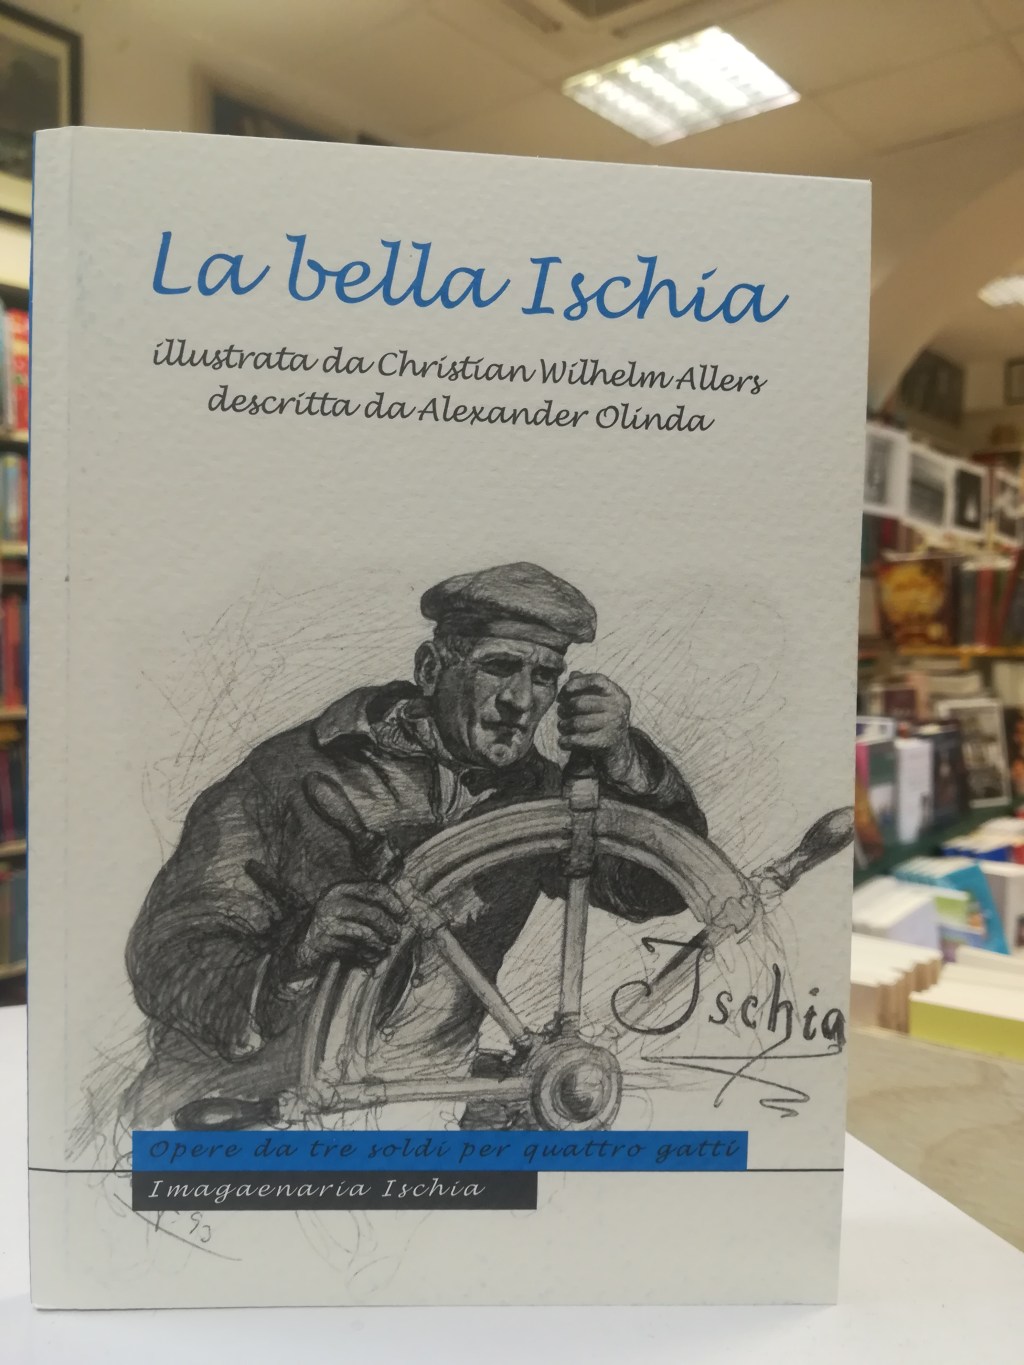 La bella Ischia
illustrata da Christian Wilhelm Allers
descritta da Alexander Olinda
Ischia
Opere da tre soldi per quattro gatti
Imagaenaria Ischia